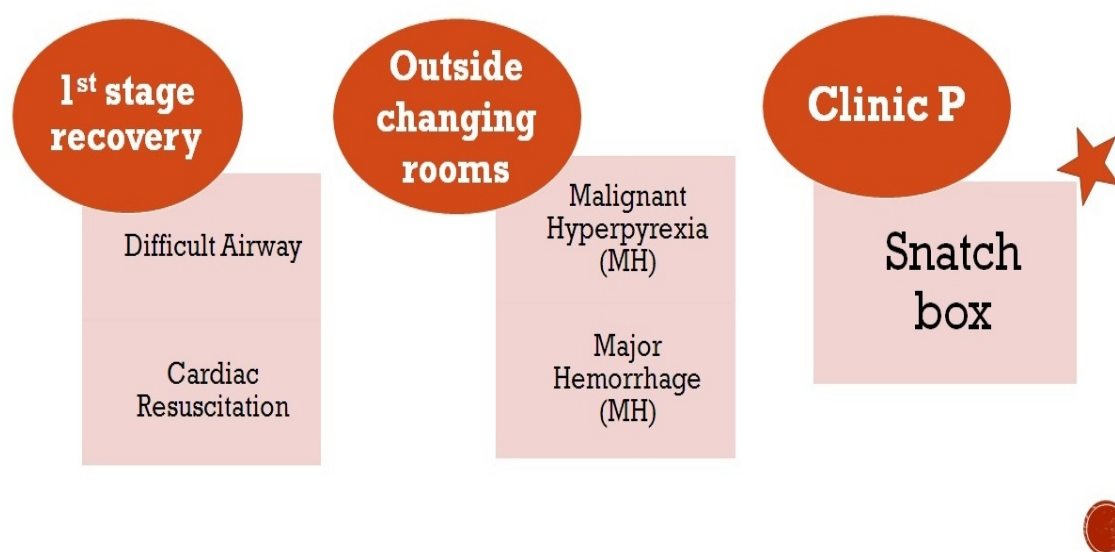 1st stage
recovery
Difficult Airway
Cardiac
Resuscitation
Outside
changing
rooms
Malignant
Hyperpyrexia
(MH)
Major
Hemorrhage
(MH)
Clinic P
Snatch
box